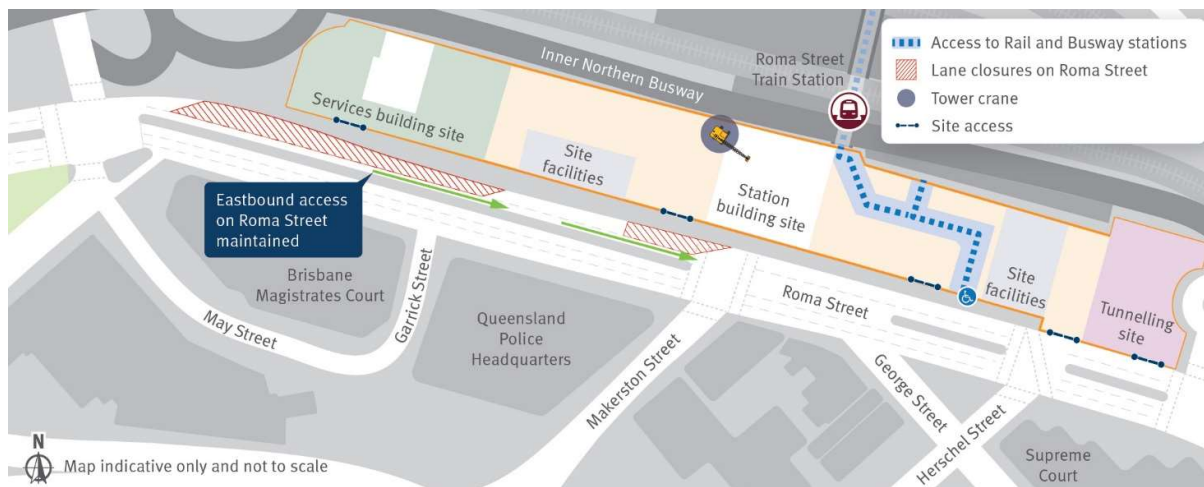 Inner Northern Busway
Roma Street
Train Station
Access to Rail and Busway stations
Lane closures on Roma Street
Tower crane
Site access
Services building site
Site
facilities
Station
building site
Eastbound access
on Roma Street
maintained
Brisbane
Magistrates Court
Garrick Street
May Street
Queensland
Police
Headquarters
Makerston Street
Roma Street
Site
facilities
Tunnelling
site
George Street
Herschel Street
Supreme
Court
N
Map indicative only and not to scale